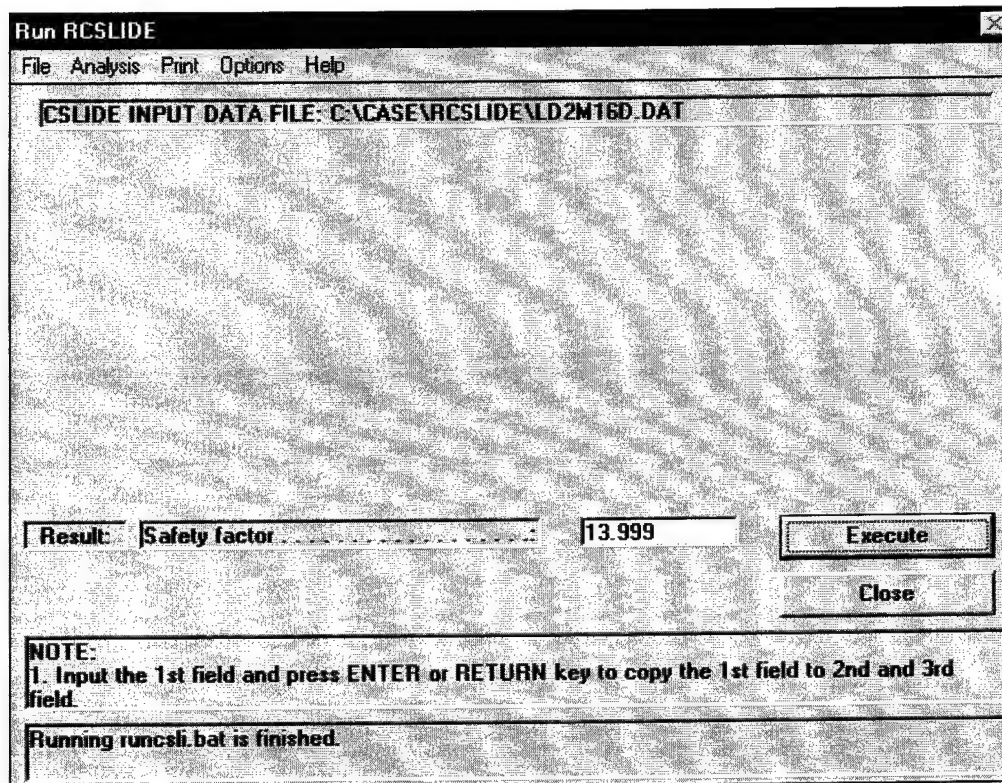 Run RCSLIDE
File Analysis Print Options Help
CSLIDE INPUT DATA FILE: C:\CASE\RCSLIDE\LD2M16D.DAT
Result: Safety factor . . . . . . . . . . . . . . . . . . . . : 13.999 Execute
Close
NOTE:
1. Input the 1st field and press ENTER or RETURN key to copy the 1st field to 2nd and 3rd
field.
Running runcsli.bat is finished.